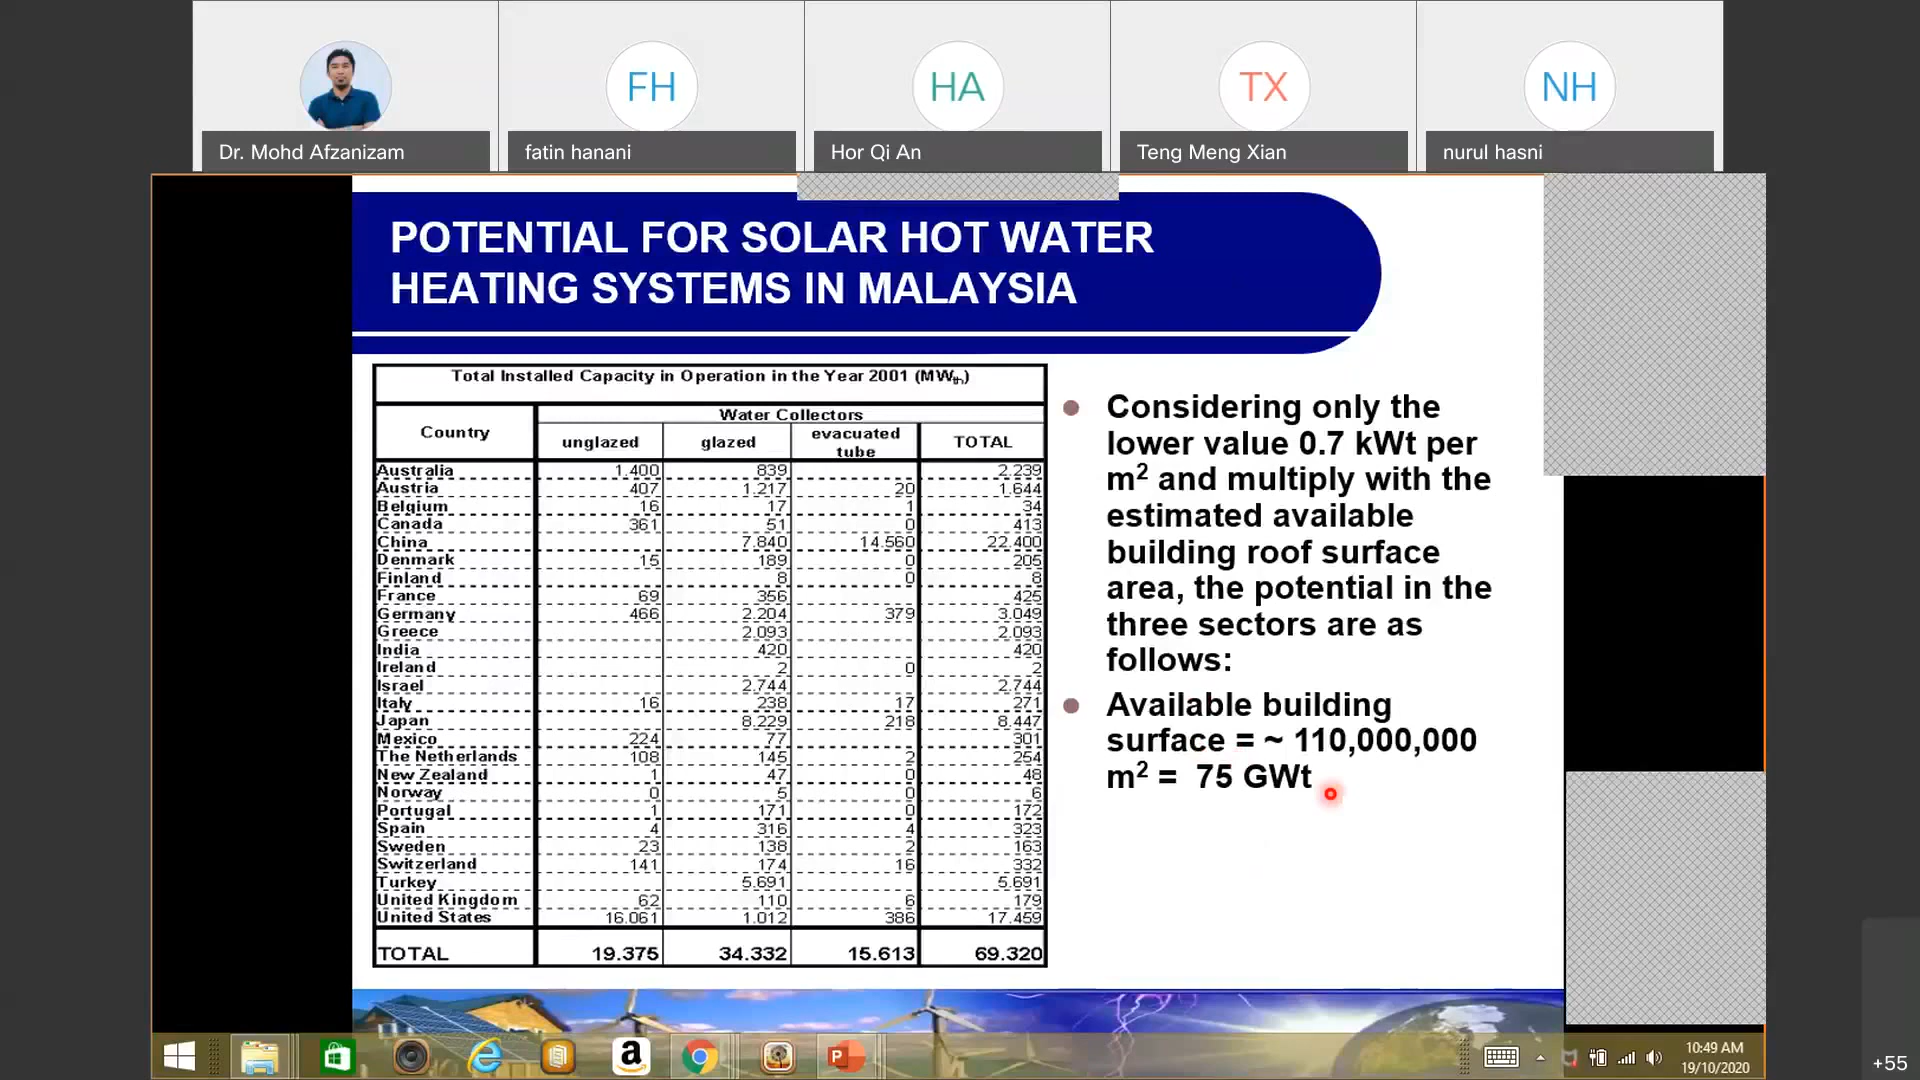 FH
HA
TX
NH
Dr. Mohd Afzanizam
fatin hanani
Hor Qi An
Teng Meng Xian
nurul hasni
POTENTIAL FOR SOLAR HOT WATER
HEATING SYSTEMS IN MALAYSIA
Total Installed Capacity in Operation in the Year 2001 (MWth)
Water Collectors
Country unglazed glazed evacuated tube TOTAL
Australia 1.400 839 2.239
Austria 407 1.217 20 1.644
Belgium 16 17 1 34
Canada 361 51 0 413
China 7.840 14.560 22.400
Denmark 15 189 0 205
Finland 8 0 8
France 69 356 425
Germany 466 2.204 379 3.049
Greece 2.093 2.093
India 420 420
Ireland 2 0 2
Israel 2.744 2.744
Italy 16 238 17 271
Japan 8.229 218 8.447
Mexico 224 77 301
The Netherlands 108 145 2 254
New Zealand 1 47 0 48
Norway 0 5 0 6
Portugal 1 171 0 172
Spain 4 316 4 323
Sweden 23 138 2 163
Switzerland 141 174 16 332
Turkey 5.691 5.691
United Kingdom 62 110 6 179
United States 16.061 1.012 386 17.459
TOTAL 19.375 34.332 15.613 69.320
Considering only the
lower value 0.7 kWt per
m2 and multiply with the
estimated available
building roof surface
area, the potential in the
three sectors are as
follows:
Available building
surface = ~ 110,000,000
m2 = 75 GWt
10:49 AM
19/10/2020
+55